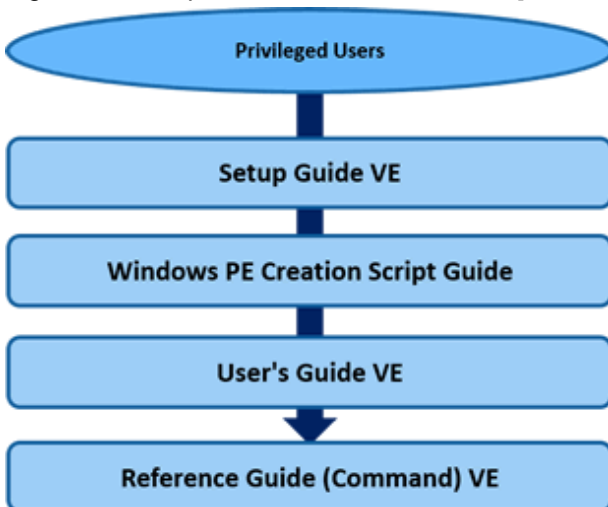 Privileged Users
Setup Guide VE
Windows PE Creation Script Guide
User's Guide VE
Reference Guide (Command) VE